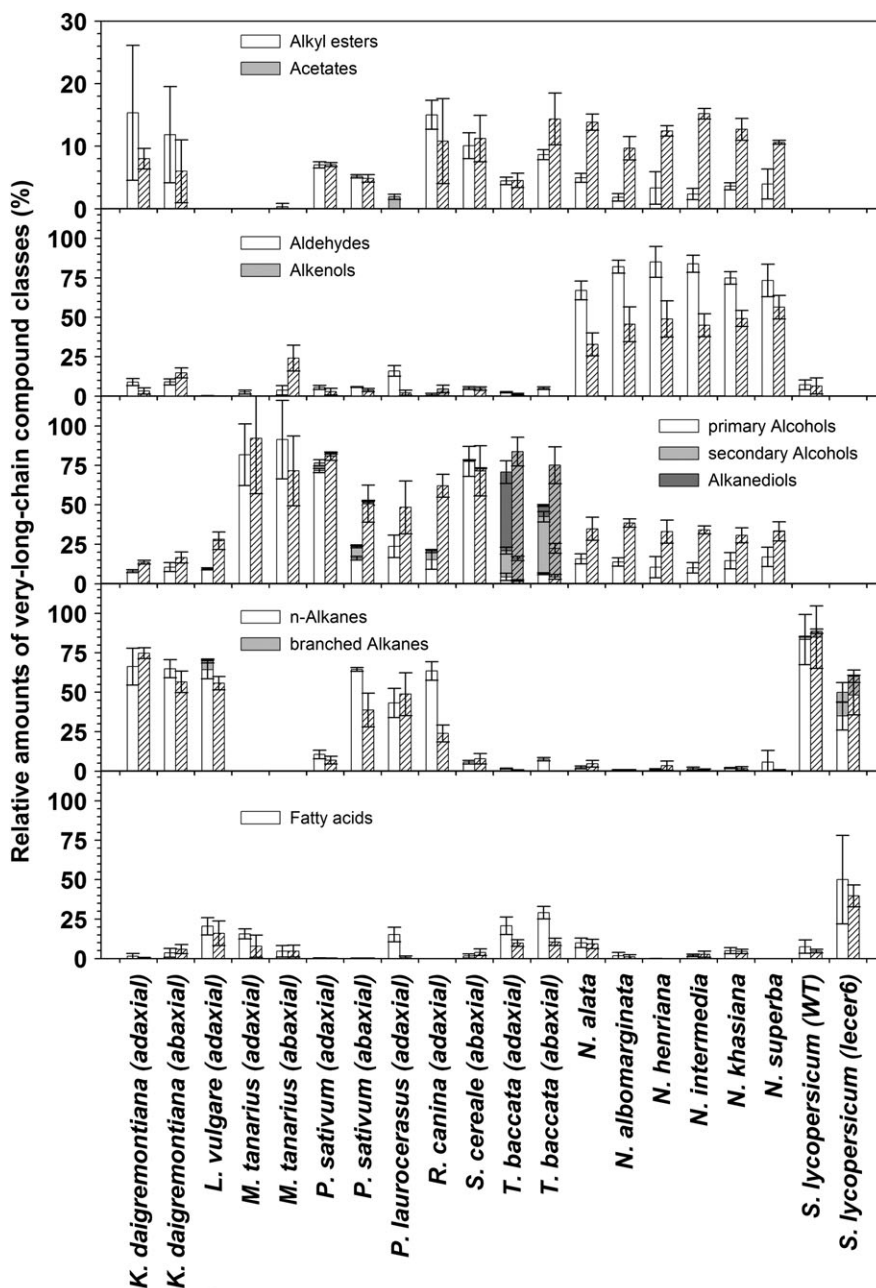 Relative amounts of very-long-chain compound classes (%)
30
20
10
0
Alkyl esters
Acetates
100
75
50
25
0
Aldehydes
Alkenols
100
75
50
25
0
primary Alcohols
secondary Alcohols
Alkanediols
100
75
50
25
0
n-Alkanes
branched Alkanes
100
75
50
25
0
Fatty acids
K. daigremontiana (adaxial)
K. daigremontiana (abaxial)
L. vulgare (adaxial)
M. tanarius (adaxial)
M. tanarius (abaxial)
P. sativum (adaxial)
P. sativum (abaxial)
P. laurocerasus (adaxial)
R. canina (adaxial)
S. cereale (abaxial)
T. baccata (adaxial)
T. baccata (abaxial)
N. alata
N. albomarginata
N. henriana
N. intermedia
N. khasiana
N. superba
S. lycopersicum (WT)
S. lycopersicum (lecer6)